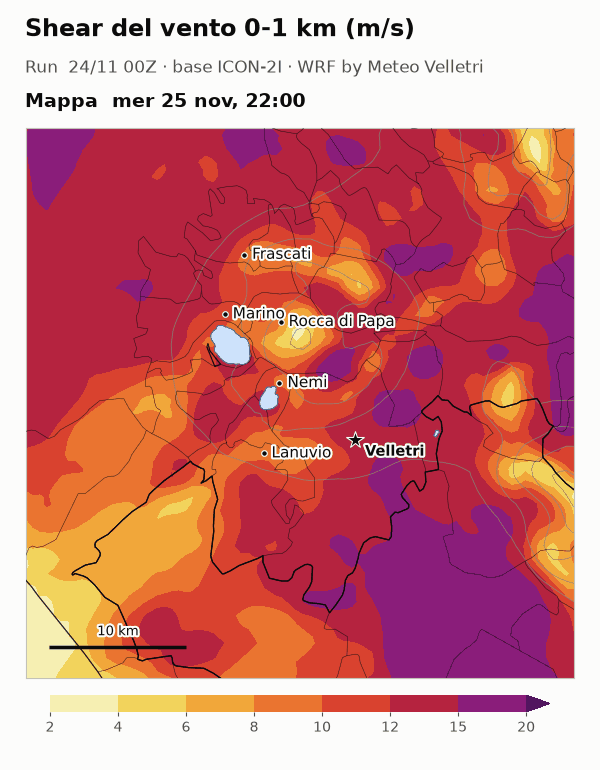 Shear del vento 0-1 km (m/s)
Run 24/11 00Z · base ICON-2I · WRF by Meteo Velletri
Mappa mer 25 nov, 22:00
Frascati
Marino
Rocca di Papa
Nemi
Velletri
Lanuvio
10 km
2 4 6 8 10 12 15 20